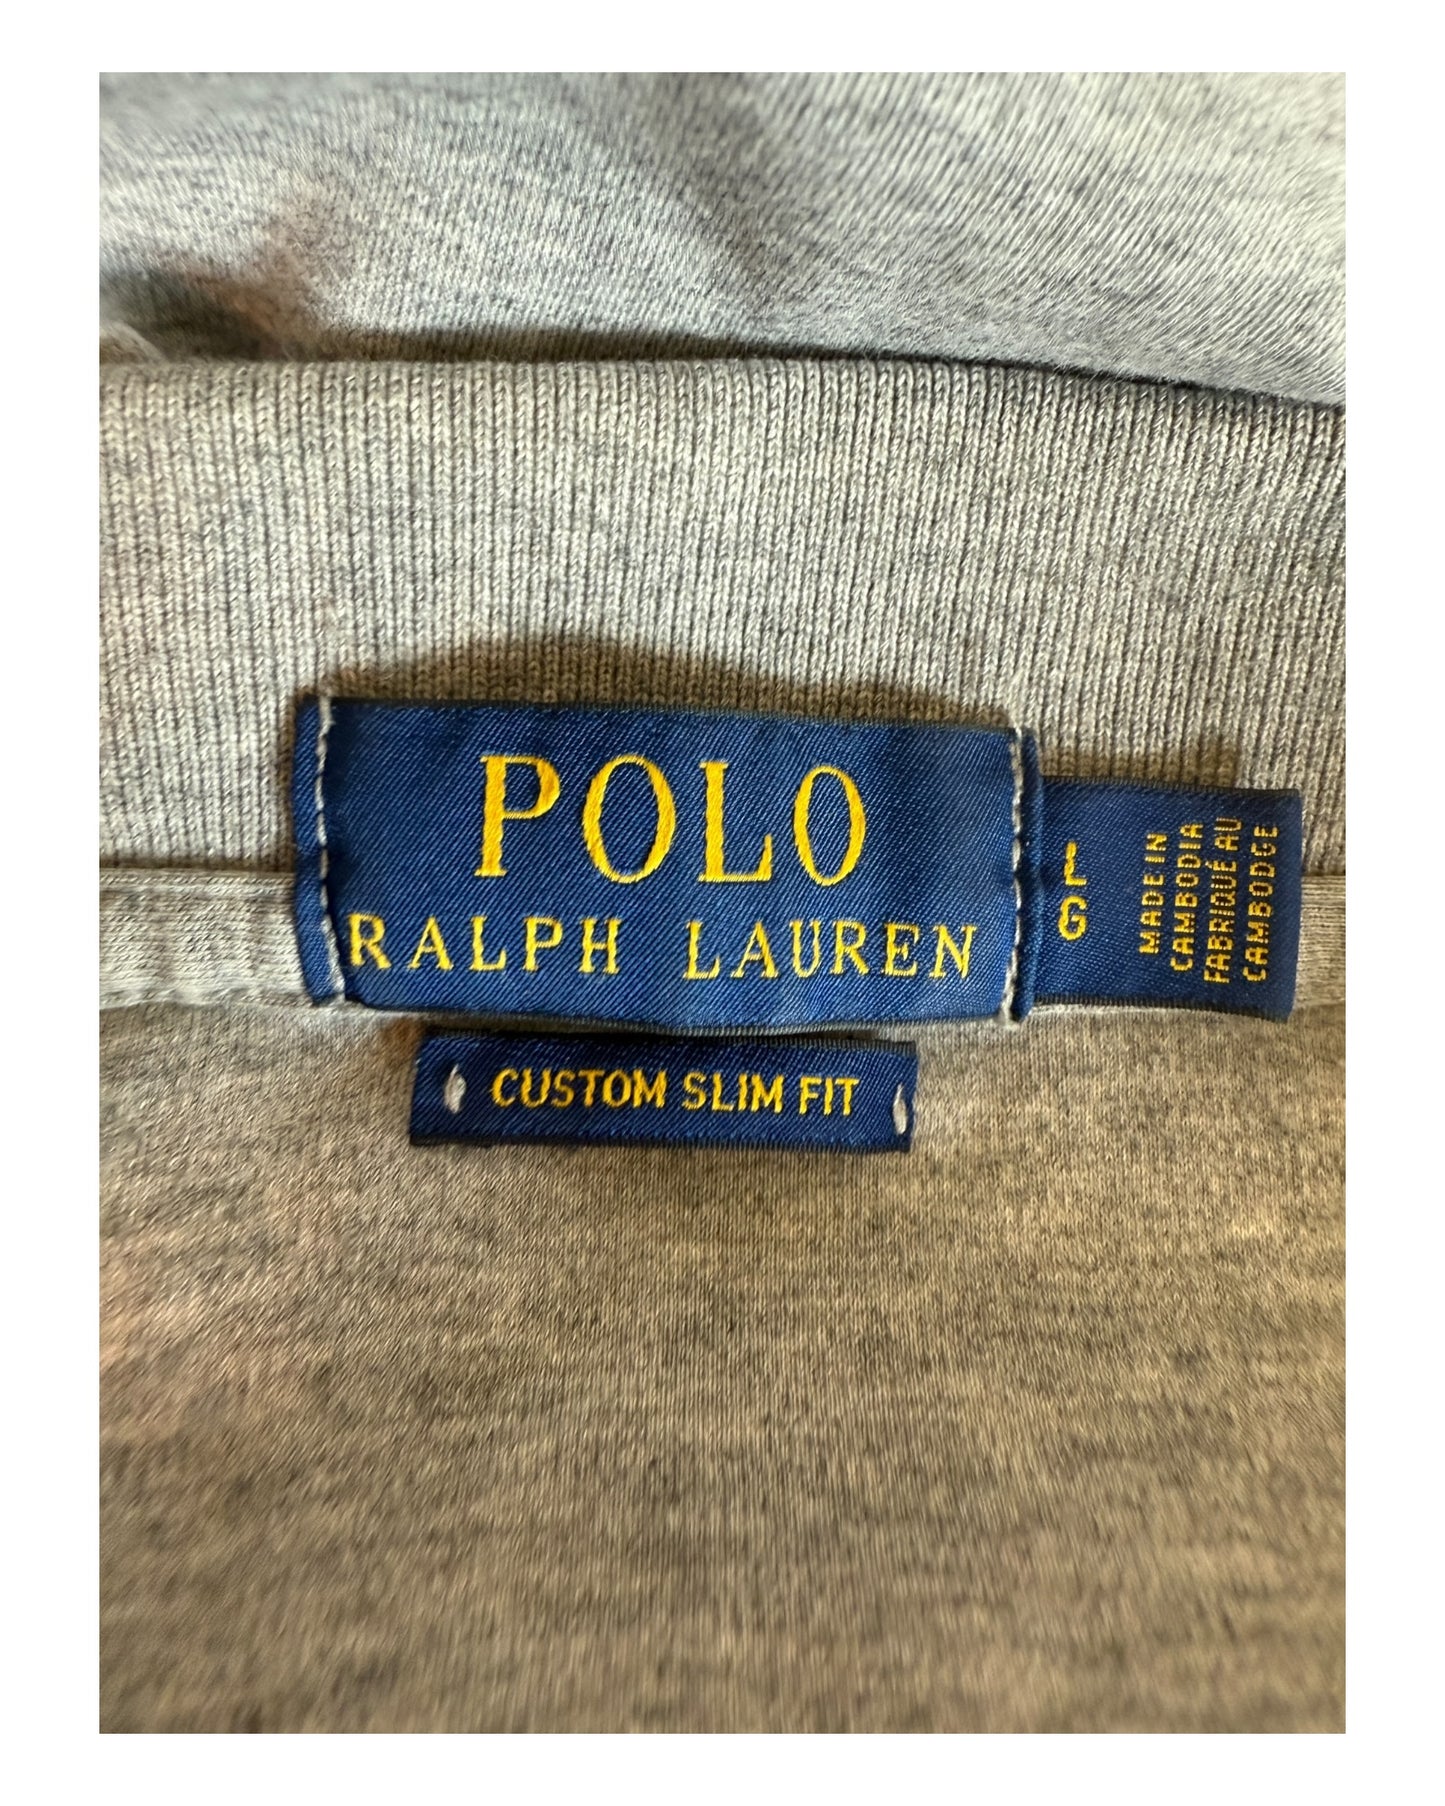 POLO
RALPH LAUREN
L
G
MADE IN
CAMBODIA
FABRIQUÉ AU
CAMBODGE
CUSTOM SLIM FIT